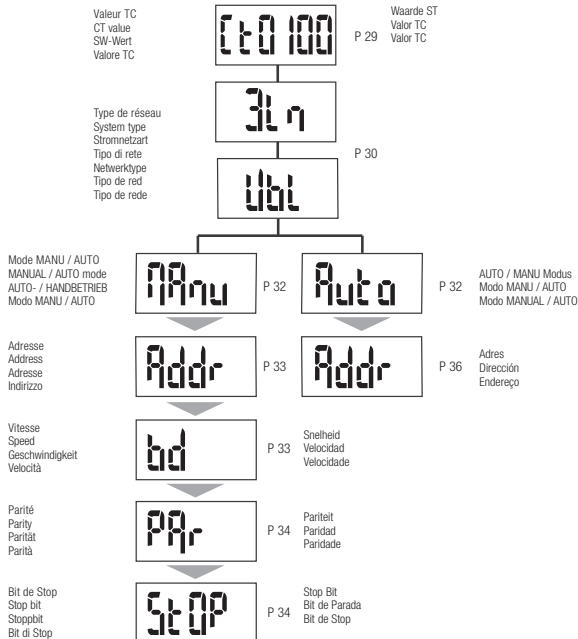 Valeur TC
CT value
SW-Wert
Valore TC
Ct0100
P 29
Waarde ST
Valor TC
Valor TC
Type de réseau
System type
Stromnetzart
Tipo di rete
Netwerktype
Tipo de red
Tipo de rede
3Ln
P 30
UbL
Mode MANU / AUTO
MANUAL / AUTO mode
AUTO- / HANDBETRIEB
Modo MANU / AUTO
MAnu
P 32
Auto
P 32
AUTO / MANU Modus
Modo MANU / AUTO
Modo MANUAL / AUTO
Adresse
Address
Adresse
Indirizzo
Addr
P 33
Addr
P 36
Adres
Dirección
Endereço
Vitesse
Speed
Geschwindigkeit
Velocità
bd
P 33
Snelheid
Velocidad
Velocidade
Parité
Parity
Parität
Parità
PAr
P 34
Pariteit
Paridad
Paridade
Bit de Stop
Stop bit
Stoppbit
Bit di Stop
StOP
P 34
Stop Bit
Bit de Parada
Bit de Stop